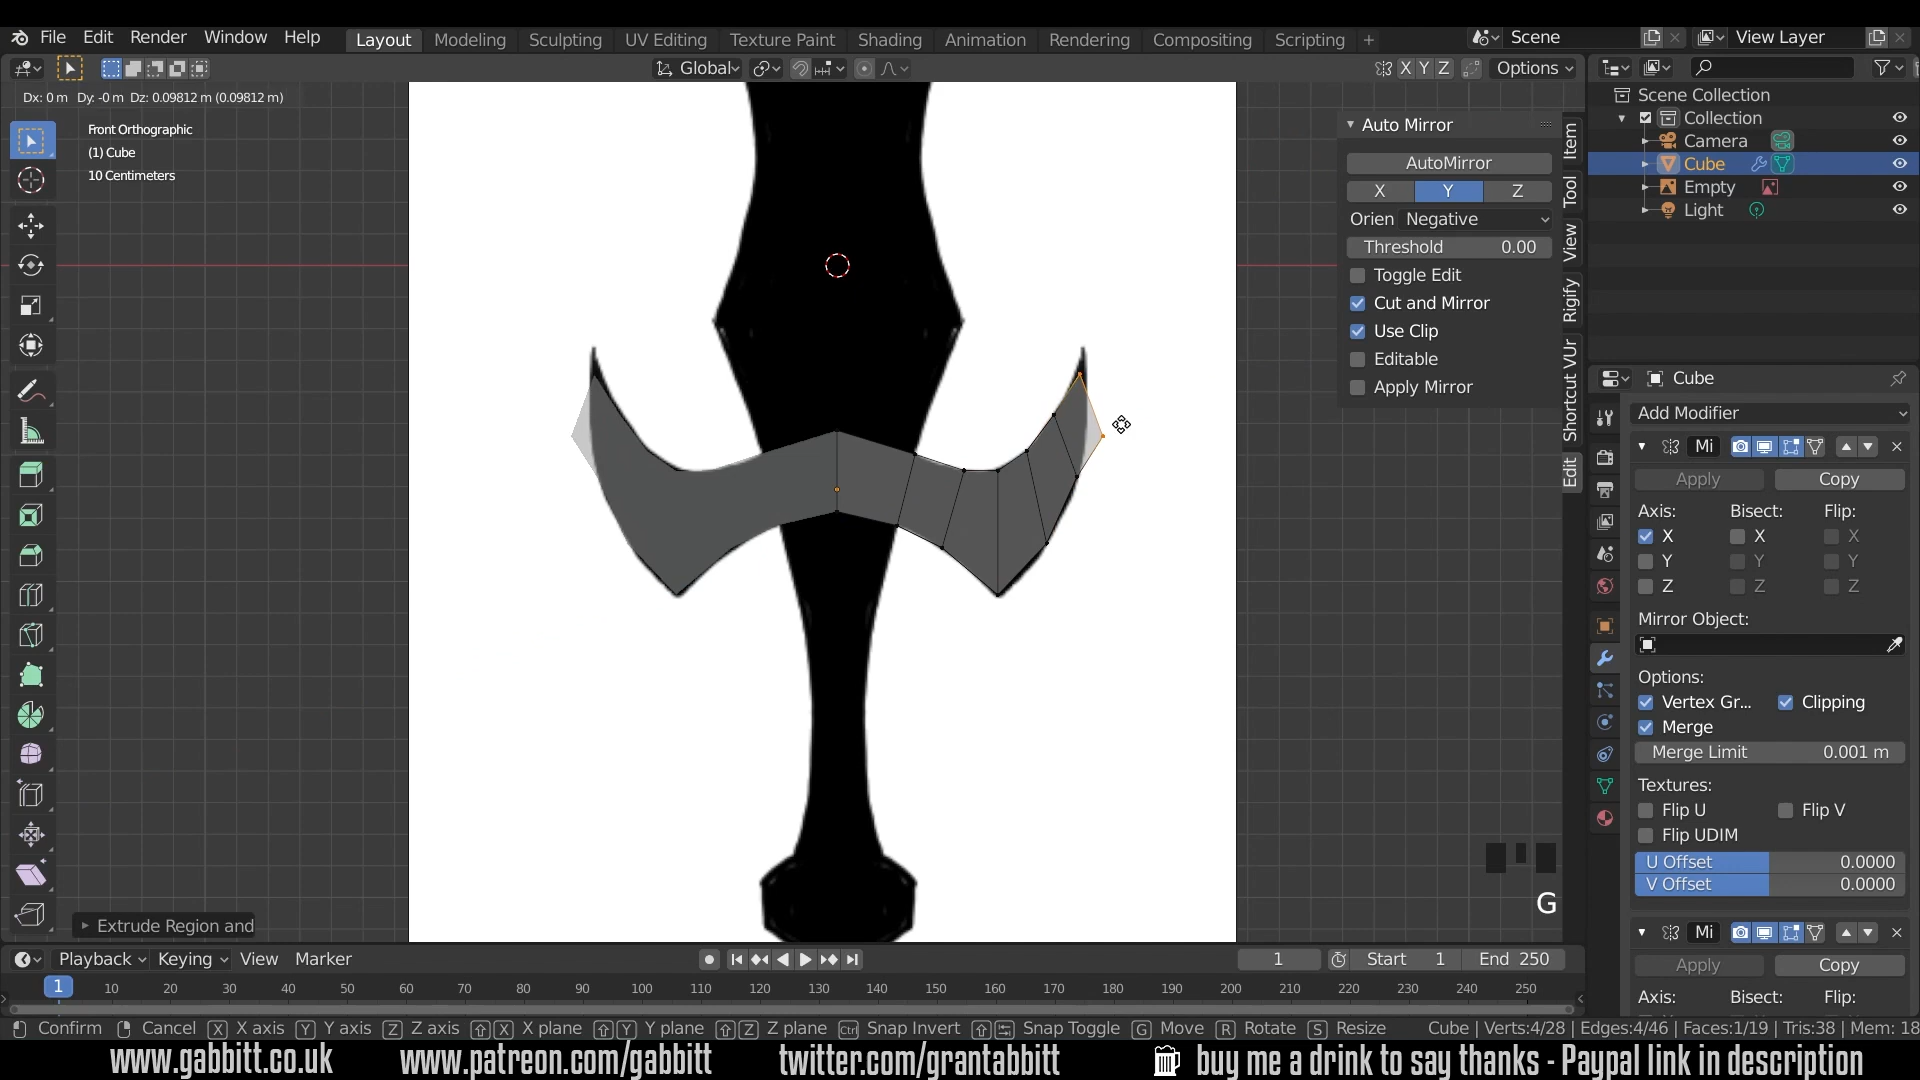 File Edit Render Window Help Layout Modeling Sculpting UV Editing Texture Paint Shading Animation Rendering Compositing Scripting + Scene View Layer
Global X Y Z Options
Dx: 0 m Dy: -0 m Dz: 0.09812 m (0.09812 m)
Front Orthographic
(1) Cube
10 Centimeters
Auto Mirror
AutoMirror
X Y Z
Orien Negative
Threshold 0.00
Toggle Edit
Cut and Mirror
Use Clip
Editable
Apply Mirror
Item
Tool
View
Rigify
Shortcut VUr
Edit
Scene Collection
Collection
Camera
Cube
Empty
Light
Cube
Add Modifier
Mi
Apply Copy
Axis: Bisect: Flip:
X X X
Y Y Y
Z Z Z
Mirror Object:
Options:
Vertex Gr... Clipping
Merge
Merge Limit 0.001 m
Textures:
Flip U Flip V
Flip UDIM
U Offset 0.0000
V Offset 0.0000
Mi
Apply Copy
Axis: Bisect: Flip:
G
Extrude Region and
Playback Keying View Marker 1 Start 1 End 250
1 10 20 30 40 50 60 70 80 90 100 110 120 130 140 150 160 170 180 190 200 210 220 230 240 250
Confirm Cancel X X axis Y Y axis Z Z axis X X plane Y Y plane Z Z plane Ctrl Snap Invert Snap Toggle G Move R Rotate S Resize Cube | Verts:4/28 | Edges:4/46 | Faces:1/19 | Tris:38 | Mem: 18
www.gabbitt.co.uk www.patreon.com/gabbitt twitter.com/grantabbitt buy me a drink to say thanks - Paypal link in description